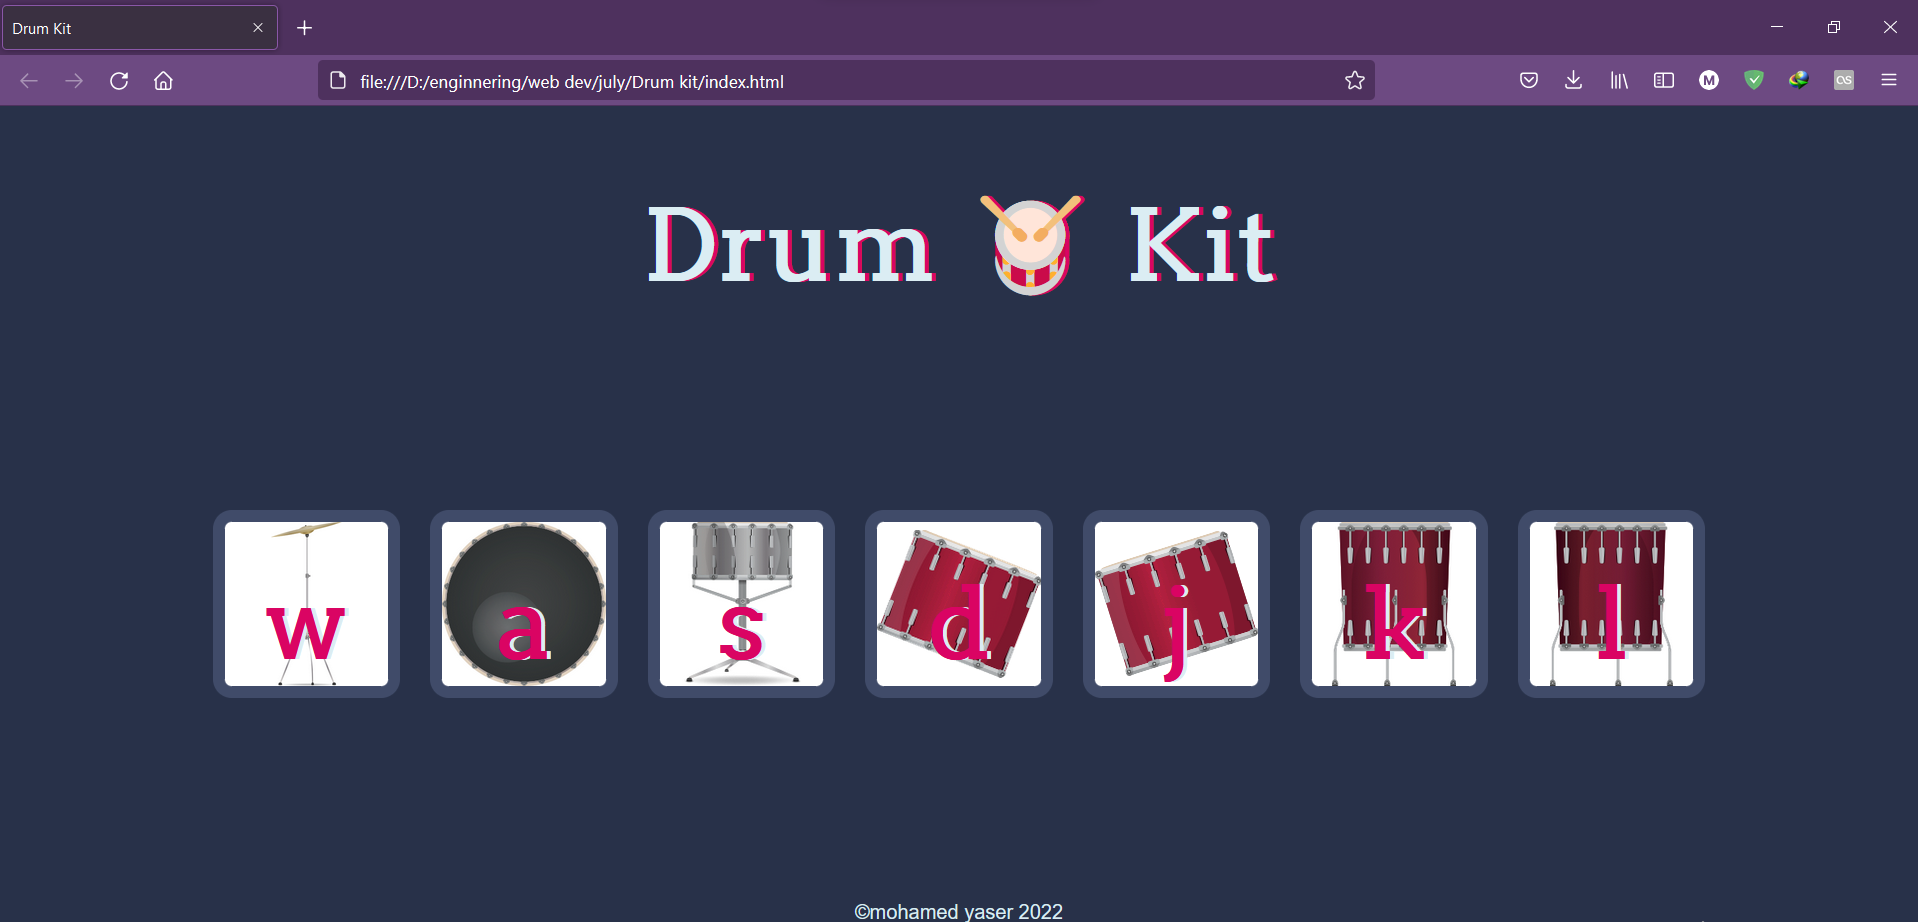 Drum Kit
file:///D:/enginnering/web dev/july/Drum kit/index.html
M
Drum Kit
w a s d j k l
©mohamed yaser 2022